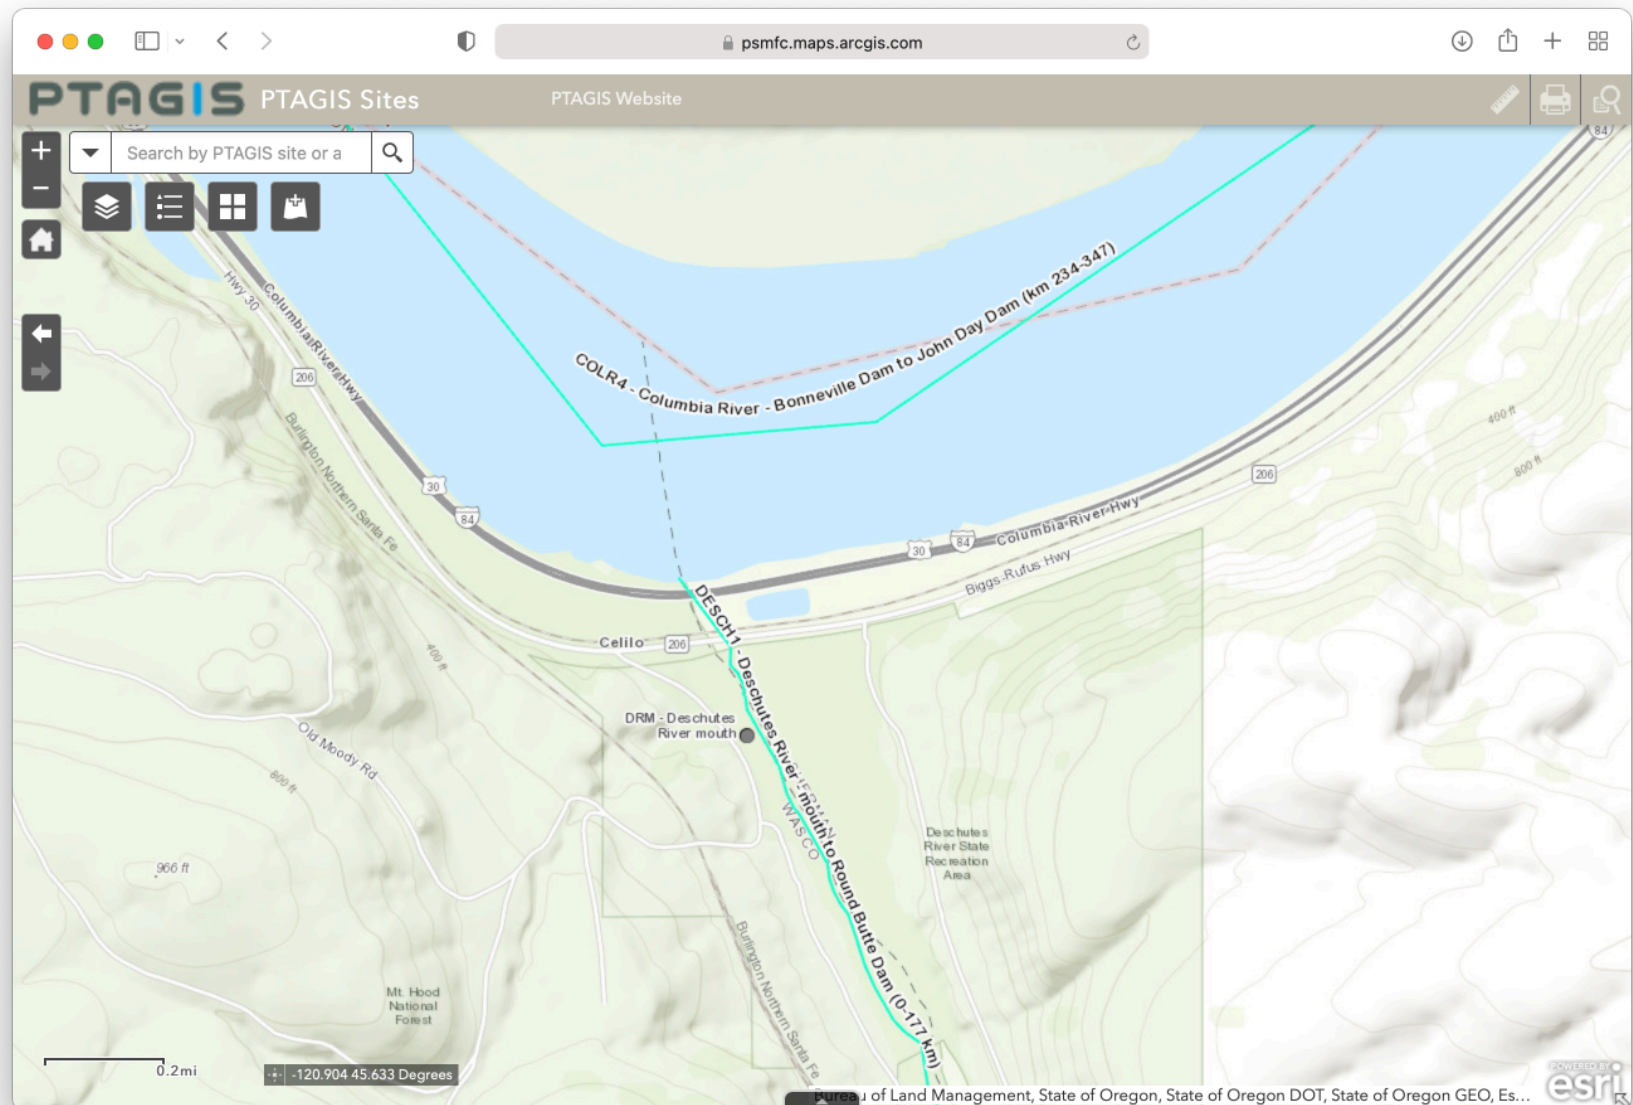 psmfc.maps.arcgis.com
PTAGIS PTAGIS Sites
PTAGIS Website
Search by PTAGIS site or a
84
Hwy 30
Columbia River Hwy
206
Burlington Northern Santa Fe
30
84
COLR4 - Columbia River - Bonneville Dam to John Day Dam (km 234-347)
400 ft
800 ft
206
30
84
Columbia River Hwy
Biggs-Rufus Hwy
Celilo
206
400 ft
DESCH1 - Deschutes River - mouth to Round Butte Dam (0-177 km)
DRM - Deschutes
River mouth
Old Moody Rd
800 ft
SHERMAN
WASCO
Deschutes
River State
Recreation
Area
966 ft
Burlington Northern Santa Fe
Mt. Hood
National
Forest
0.2mi
-120.904 45.633 Degrees
Bureau of Land Management, State of Oregon, State of Oregon DOT, State of Oregon GEO, Es...
POWERED BY
esri